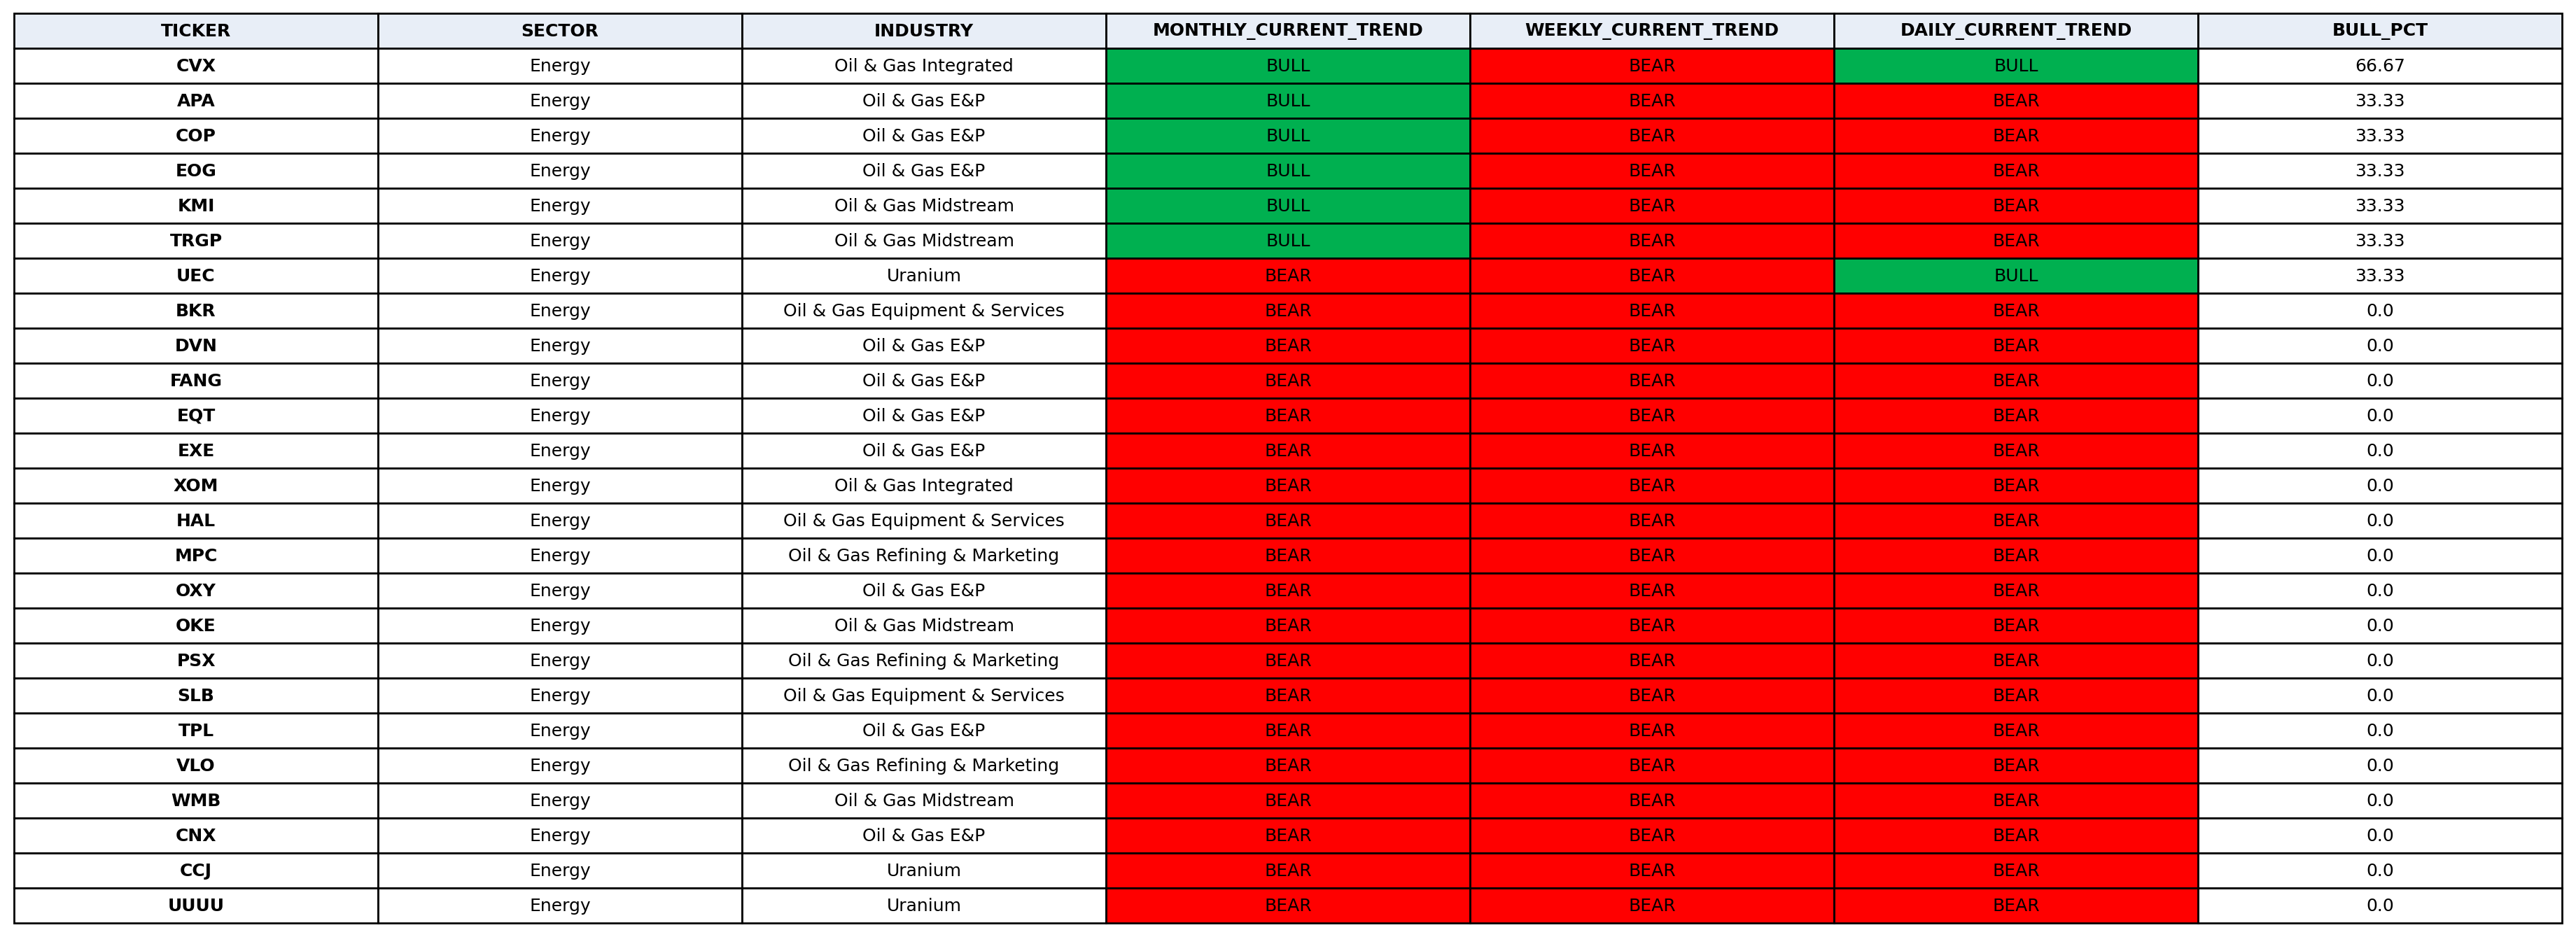 TICKER SECTOR INDUSTRY MONTHLY_CURRENT_TREND WEEKLY_CURRENT_TREND DAILY_CURRENT_TREND BULL_PCT
CVX Energy Oil & Gas Integrated BULL BEAR BULL 66.67
APA Energy Oil & Gas E&P BULL BEAR BEAR 33.33
COP Energy Oil & Gas E&P BULL BEAR BEAR 33.33
EOG Energy Oil & Gas E&P BULL BEAR BEAR 33.33
KMI Energy Oil & Gas Midstream BULL BEAR BEAR 33.33
TRGP Energy Oil & Gas Midstream BULL BEAR BEAR 33.33
UEC Energy Uranium BEAR BEAR BULL 33.33
BKR Energy Oil & Gas Equipment & Services BEAR BEAR BEAR 0.0
DVN Energy Oil & Gas E&P BEAR BEAR BEAR 0.0
FANG Energy Oil & Gas E&P BEAR BEAR BEAR 0.0
EQT Energy Oil & Gas E&P BEAR BEAR BEAR 0.0
EXE Energy Oil & Gas E&P BEAR BEAR BEAR 0.0
XOM Energy Oil & Gas Integrated BEAR BEAR BEAR 0.0
HAL Energy Oil & Gas Equipment & Services BEAR BEAR BEAR 0.0
MPC Energy Oil & Gas Refining & Marketing BEAR BEAR BEAR 0.0
OXY Energy Oil & Gas E&P BEAR BEAR BEAR 0.0
OKE Energy Oil & Gas Midstream BEAR BEAR BEAR 0.0
PSX Energy Oil & Gas Refining & Marketing BEAR BEAR BEAR 0.0
SLB Energy Oil & Gas Equipment & Services BEAR BEAR BEAR 0.0
TPL Energy Oil & Gas E&P BEAR BEAR BEAR 0.0
VLO Energy Oil & Gas Refining & Marketing BEAR BEAR BEAR 0.0
WMB Energy Oil & Gas Midstream BEAR BEAR BEAR 0.0
CNX Energy Oil & Gas E&P BEAR BEAR BEAR 0.0
CCJ Energy Uranium BEAR BEAR BEAR 0.0
UUUU Energy Uranium BEAR BEAR BEAR 0.0